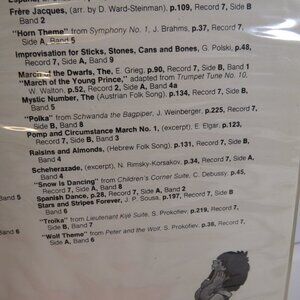 Frère Jacques, (arr. by D. Ward-Steinman) p.109, Record 7,
Side B, Band 2
"Horn Theme" from Symphony No. 1, J. Brahms, p.37, Record 7,
Band 2 Side A, Band 5
Improvisation for Sticks, Stones, Cans and Bones, G. Polski, p.48,
Record 7, Side A, Band 9
March of the Dwarfs, The, E. Grieg, p.90, Record 7, Side B, Band 1
"March of the Young Prince," adapted from Trumpet Tune No. 10,
W. Walton, p.52, Record 2, Band 4a
Mystic Number, The (Austrian Folk Song), p.134, Record 7, Side B,
Band 5
"Polka" from Schwanda the Bagpiper, J. Weinberger, p.225, Record 7,
Side B, Band 8
Pomp and Circumstance March No. 1, (excerpt), E. Elgar, p.123,
Record 7, Side B, Band 3
Raisins and Almonds, (Hebrew Folk Song), p.131, Record 7, Side B,
Band 4
Scheherazade, (excerpt), N. Rimsky-Korsakov, p.34, Record 7, Side A,
Band 4
"Snow Is Dancing" from Children's Corner Suite, C. Debussy, p.45,
Band 5 Record 7, Side A, Band 8
Spanish Dance, p.28, Record 7, Side A, Band 2
Stars and Stripes Forever, J. P. Sousa, p.197, Record 7, Side B
Band 6
"Troika" from Lieutenant Kijé Suite, S. Prokofiev, p.219, Record 7,
Side B, Band 7
Band 6 "Wolf Theme" from Peter and the Wolf, S. Prokofiev, p.38, Record 7,
Side A, Band 6